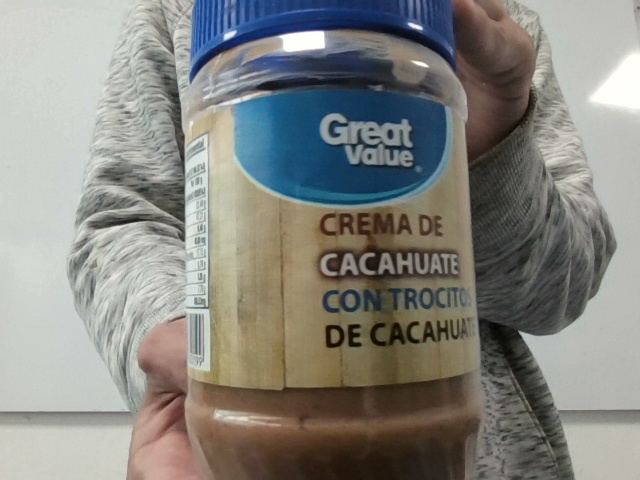 Great
Value
CREMA DE
CACAHUATE
CON TROCITOS
DE CACAHUATE